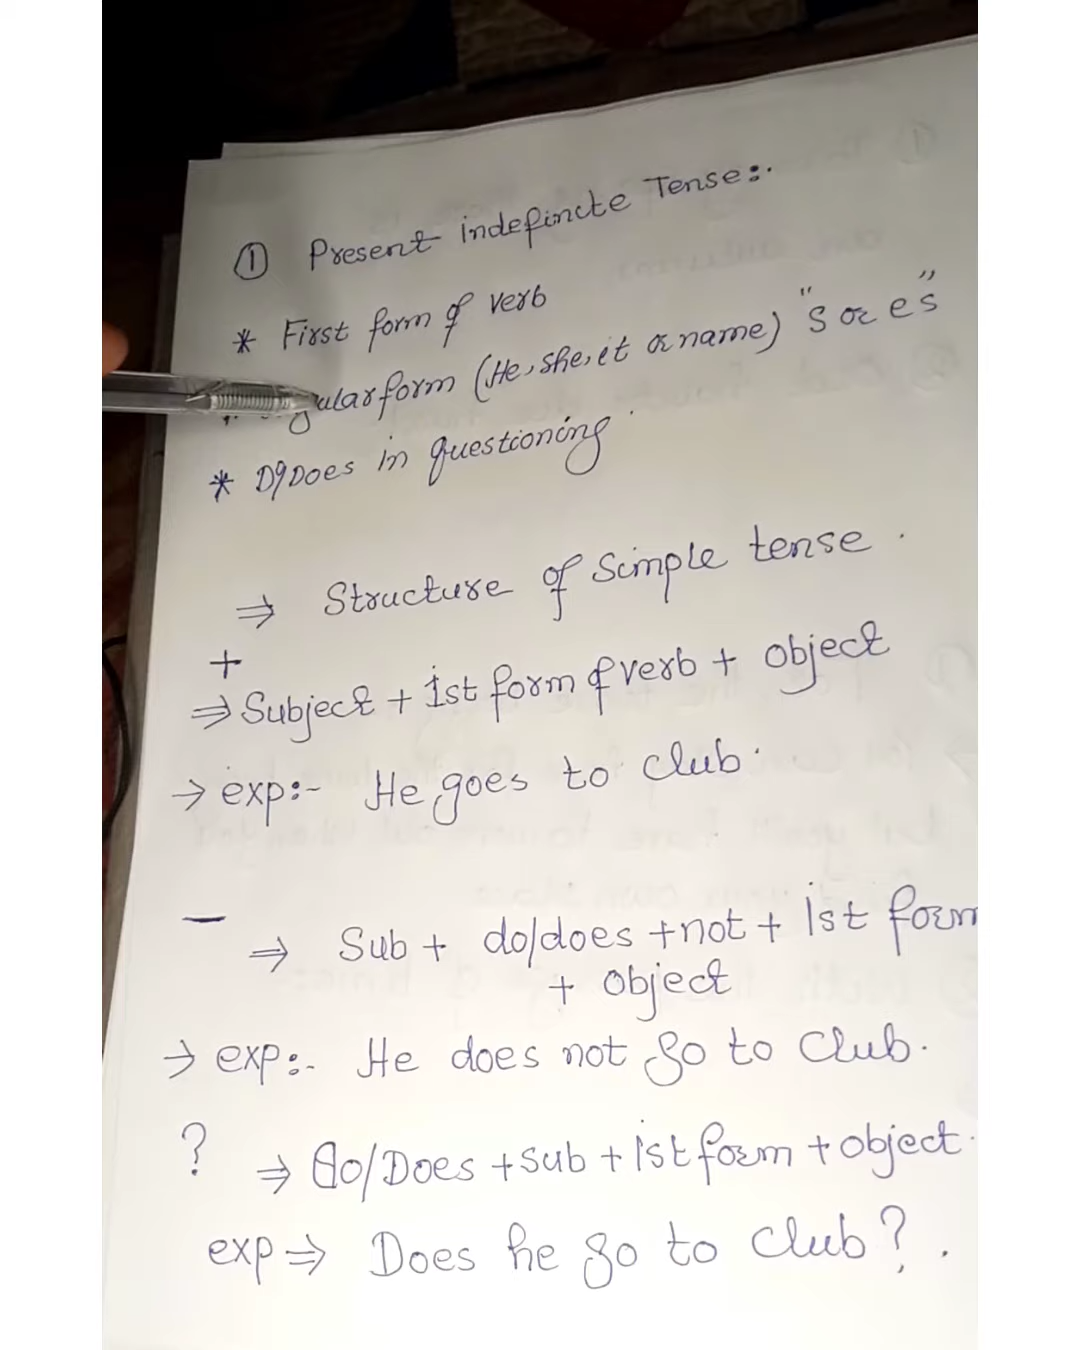 ① Present indefincte Tense:.
* First form of verb
form (He, she, it or name) "s or es"
* Do/Does in questioning
⇒ Structure of Simple tense.
+
⇒ Subject + 1st form of verb + object
→ exp:- He goes to club.
—
⇒ Sub + do/does + not + 1st form
+ object
→ exp:- He does not go to Club.
? ⇒ Do/Does + sub + 1st form + object.
exp ⇒ Does he go to club?.